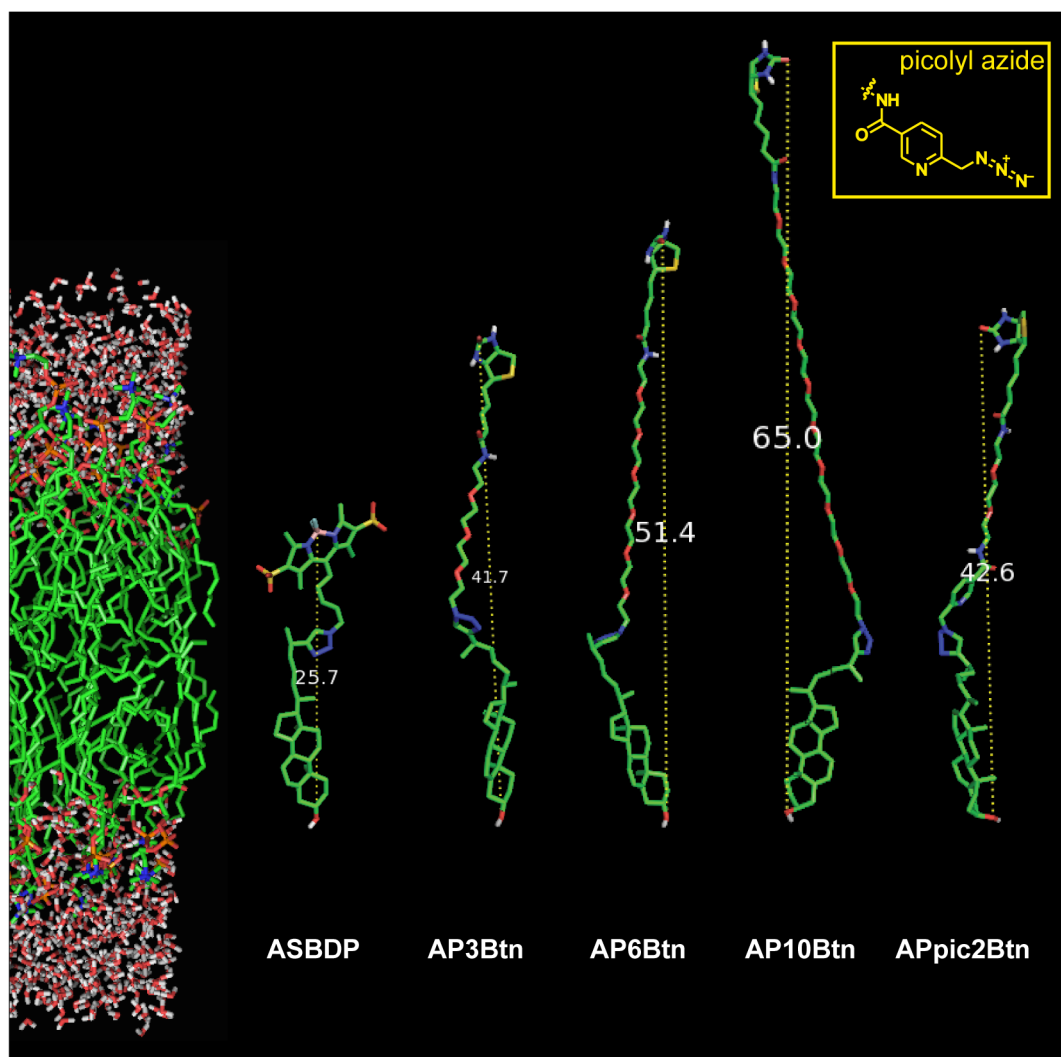 picolyl azide
NH
O
N
N
N
+
N
−
65.0
51.4
41.7
42.6
25.7
ASBDP AP3Btn AP6Btn AP10Btn APpic2Btn